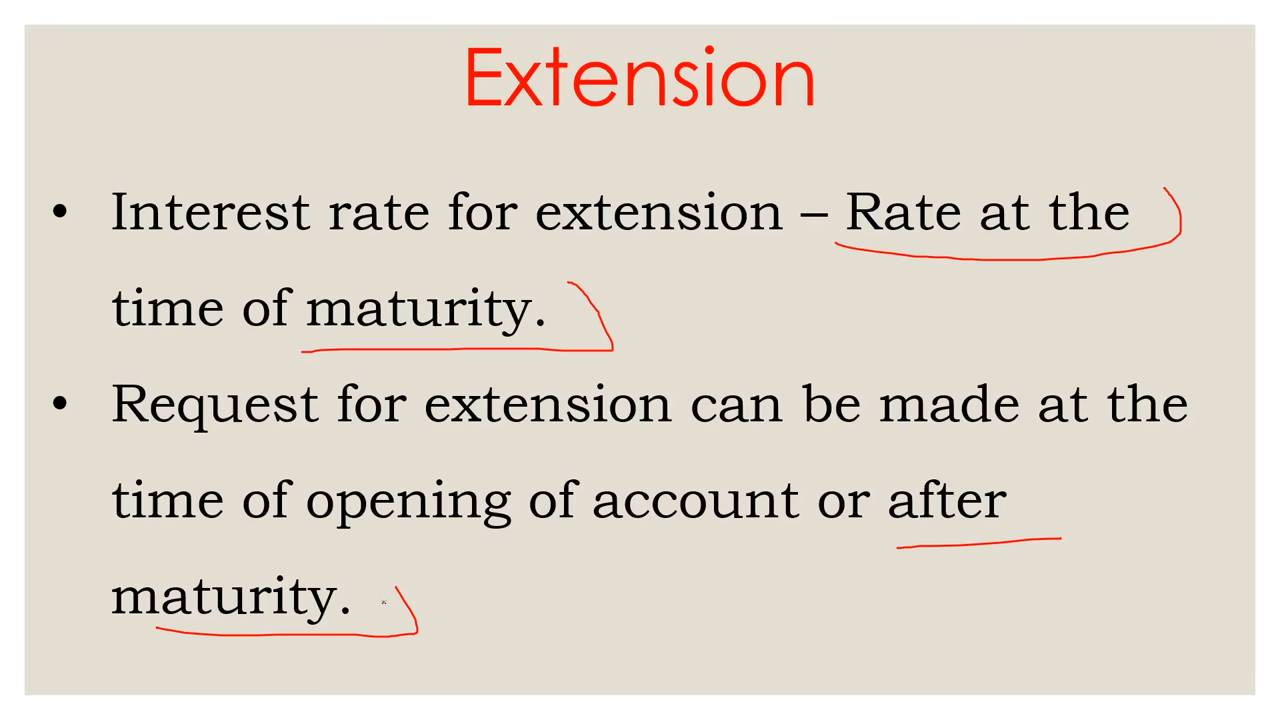 Extension
• Interest rate for extension – Rate at the
time of maturity.
• Request for extension can be made at the
time of opening of account or after
maturity.